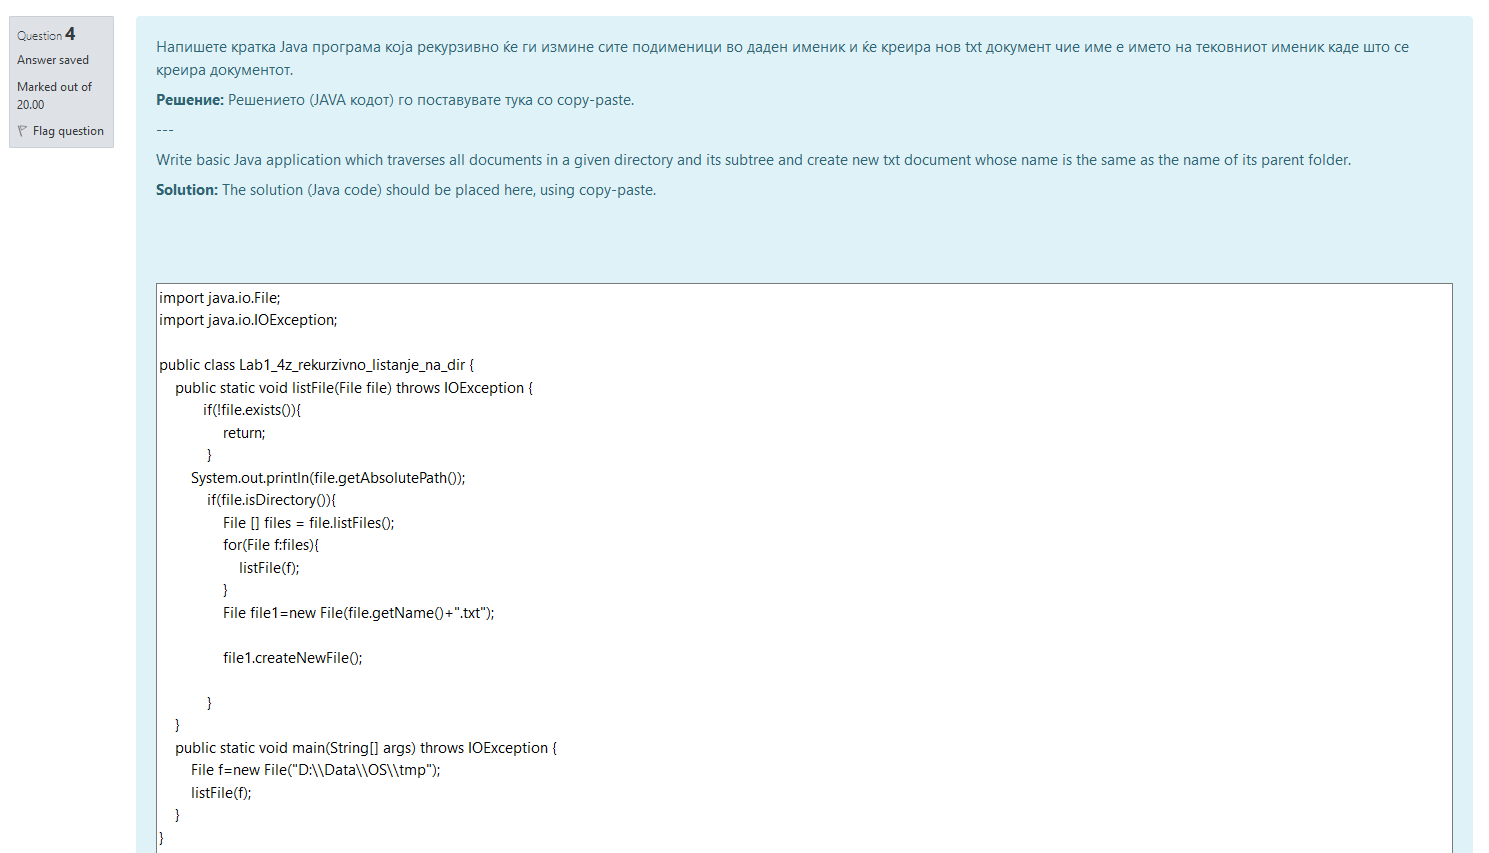 Question 4
Answer saved
Marked out of
20.00
Flag question
Напишете кратка Java програма која рекурзивно ќе ги измине сите подименици во даден именик и ќе креира нов txt документ чие име е името на тековниот именик каде што се
креира документот.
Решение: Решението (JAVA кодот) го поставувате тука со copy-paste.
---
Write basic Java application which traverses all documents in a given directory and its subtree and create new txt document whose name is the same as the name of its parent folder.
Solution: The solution (Java code) should be placed here, using copy-paste.
import java.io.File;
import java.io.IOException;
public class Lab1_4z_rekurzivno_listanje_na_dir {
public static void listFile(File file) throws IOException {
if(!file.exists()){
return;
}
System.out.println(file.getAbsolutePath());
if(file.isDirectory()){
File [] files = file.listFiles();
for(File f:files){
listFile(f);
}
File file1=new File(file.getName()+".txt");
file1.createNewFile();
}
}
public static void main(String[] args) throws IOException {
File f=new File("D:\\Data\\OS\\tmp");
listFile(f);
}
}